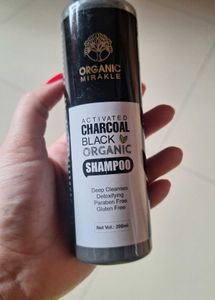 ORGANIC
MIRAKLE
ACTIVATED
CHARCOAL
BLACK
ORGANIC
SHAMPOO
Deep Cleanses
Detoxifying
Paraben Free
Gluten Free
Net Vol.: 200ml